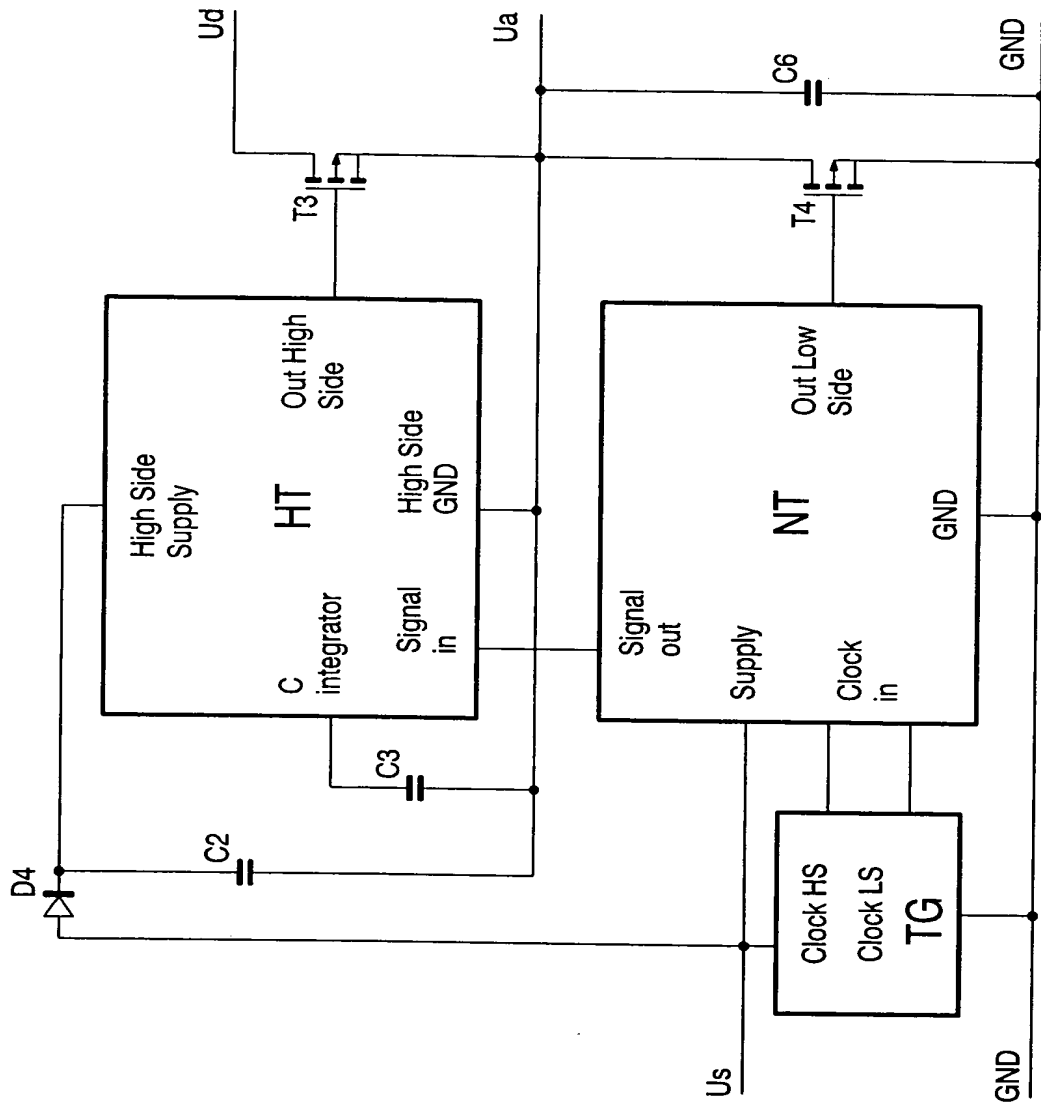 Ud
Ua
GND
C6
T3
T4
Out High
Side
High Side
Supply
HT
High Side
GND
C
integrator
Signal
in
Out Low
Side
NT
GND
Signal
out
Supply
Clock
in
C3
C2
D4
Clock HS
Clock LS
TG
Us
GND